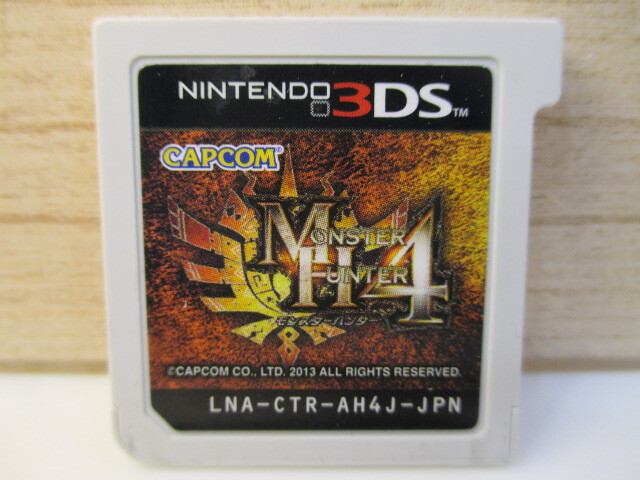 NINTENDO 3DS™
CAPCOM
MONSTER
HUNTER 4
モンスターハンター
©CAPCOM CO., LTD. 2013 ALL RIGHTS RESERVED.
LNA-CTR-AH4J-JPN